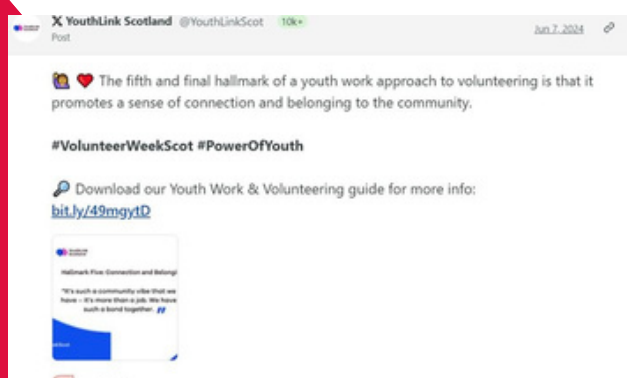 X YouthLink Scotland @YouthLinkScot 10k+
Jun 7, 2024
Post
🙋 ❤️ The fifth and final hallmark of a youth work approach to volunteering is that it
promotes a sense of connection and belonging to the community.
#VolunteerWeekScot #PowerOfYouth
🔎 Download our Youth Work & Volunteering guide for more info:
bit.ly/49mgytD
Hallmark Five: Connection and Belongi
"It's such a community vibe that we
have – it's more than a job. We have
such a bond together.